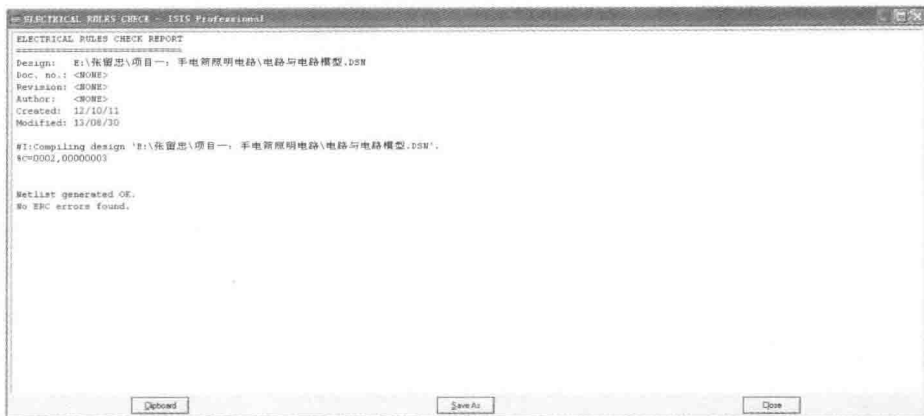 ELECTRICAL RULES CHECK - ISIS Professional
ELECTRICAL RULES CHECK REPORT
=============================
Design: E:\张留忠\项目一：手电筒照明电路\电路与电路模型.DSN
Doc. no.: <NONE>
Revision: <NONE>
Author: <NONE>
Created: 12/10/11
Modified: 13/08/30
#I:Compiling design 'E:\张留忠\项目一：手电筒照明电路\电路与电路模型.DSN'.
%C=0002,00000003
Netlist generated OK.
No ERC errors found.
Clipboard
Save As
Close